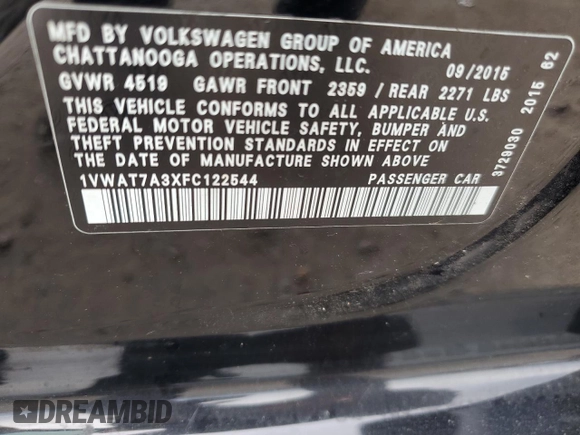 MFD BY VOLKSWAGEN GROUP OF AMERICA
CHATTANOOGA OPERATIONS, LLC. 09/2015
GVWR 4519 GAWR FRONT 2359 / REAR 2271 LBS
THIS VEHICLE CONFORMS TO ALL APPLICABLE U.S.
FEDERAL MOTOR VEHICLE SAFETY, BUMPER AND
THEFT PREVENTION STANDARDS IN EFFECT ON
THE DATE OF MANUFACTURE SHOWN ABOVE
1VWAT7A3XFC122544 PASSENGER CAR
3729030 2015 62
DREAMBID